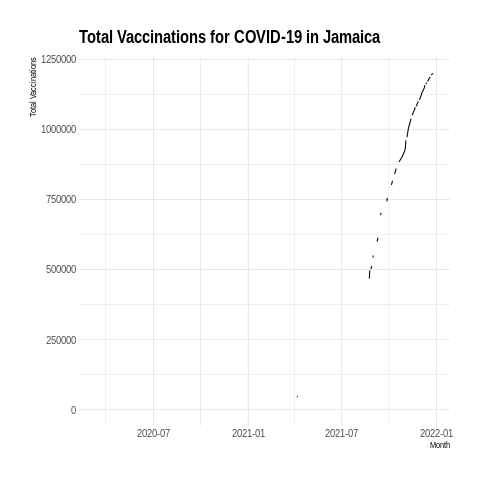 Total Vaccinations for COVID-19 in Jamaica
Total Vaccinations
1250000
1000000
750000
500000
250000
0
2020-07 2021-01 2021-07 2022-01
Month